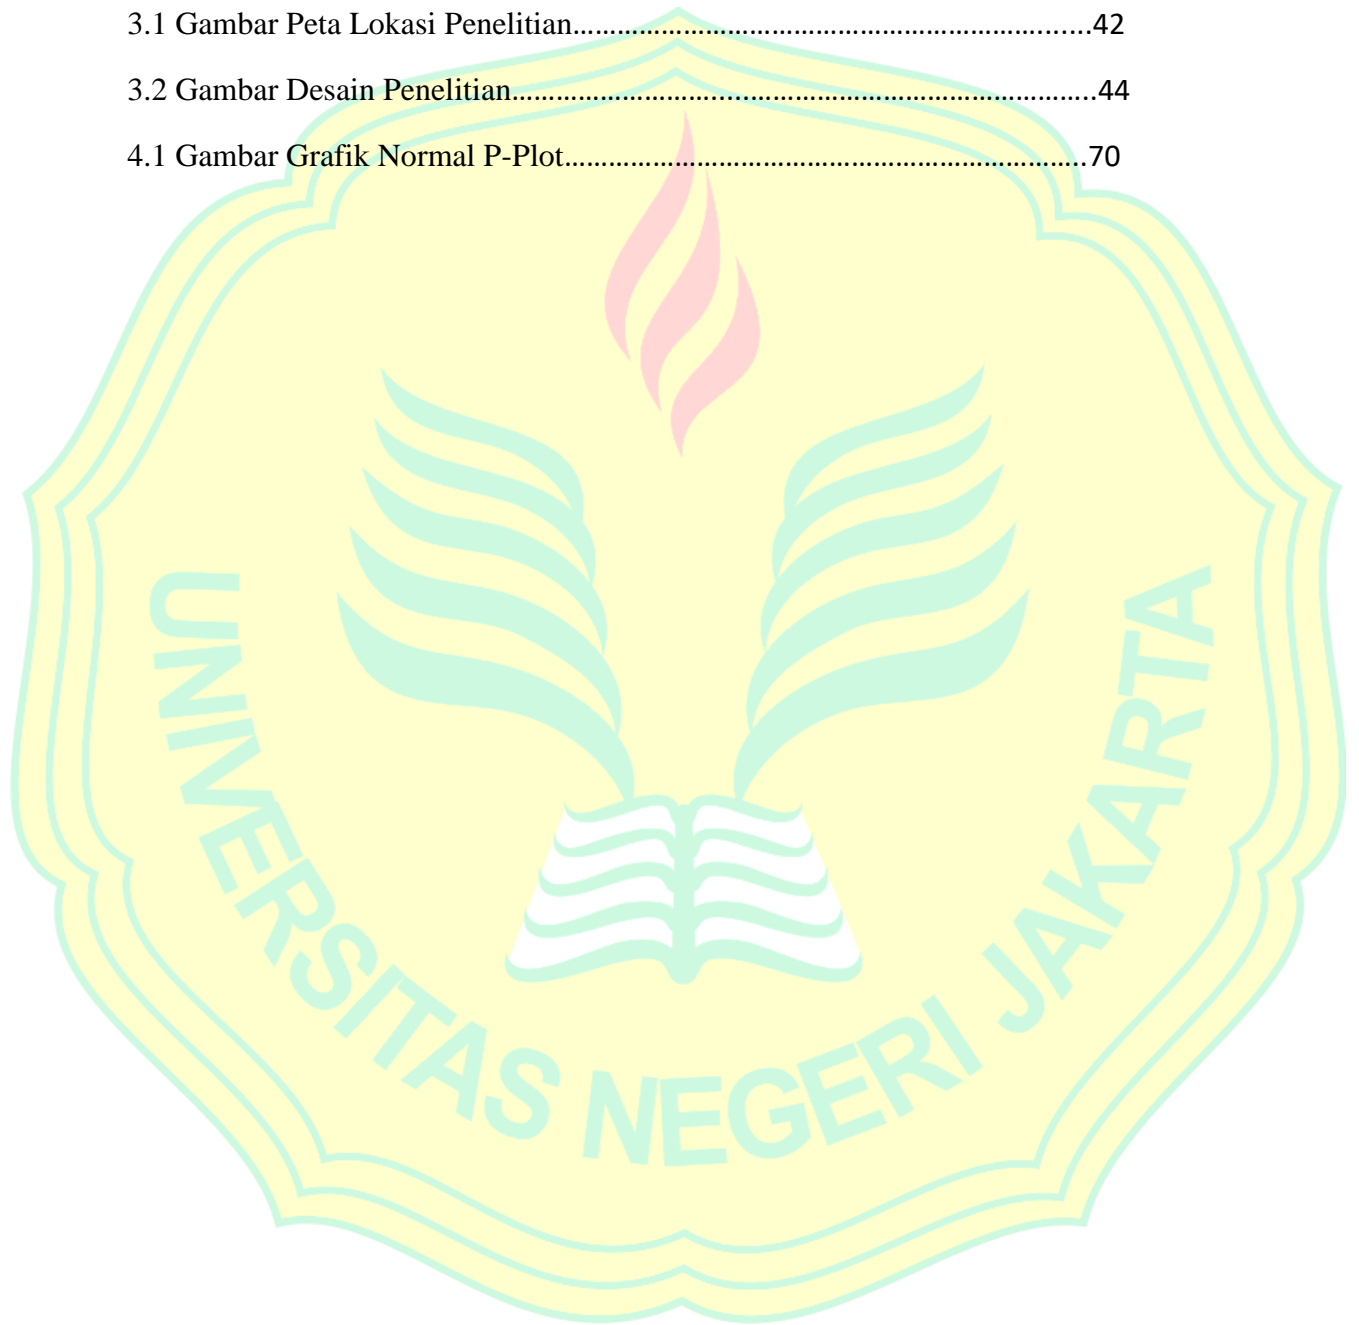 3.1 Gambar Peta Lokasi Penelitian.................................................................42
3.2 Gambar Desain Penelitian.........................................................................44
4.1 Gambar Grafik Normal P-Plot..................................................................70
UNIVERSITAS NEGERI JAKARTA